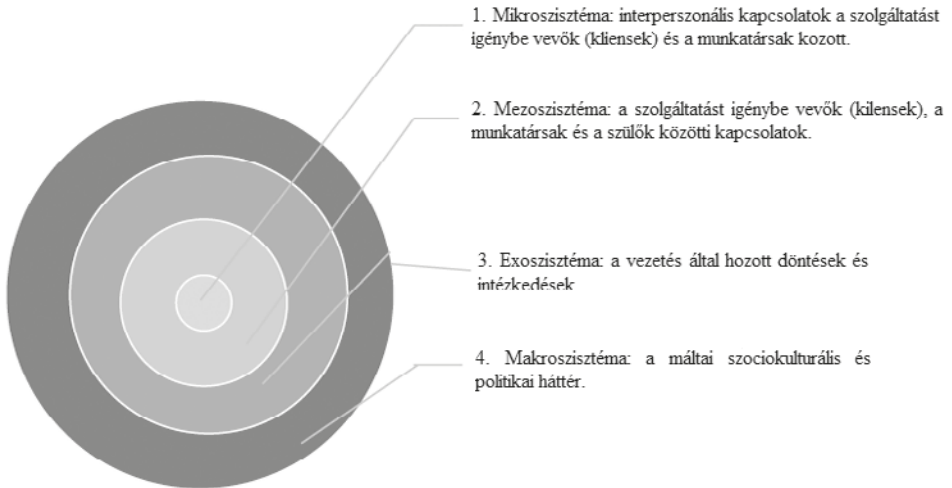 1. Mikroszisztéma: interperszonális kapcsolatok a szolgáltatást
igénybe vevők (kliensek) és a munkatársak kozott.
2. Mezoszisztéma: a szolgáltatást igénybe vevők (kilensek), a
munkatársak és a szülők közötti kapcsolatok.
3. Exoszisztéma: a vezetés által hozott döntések és
intézkedések
4. Makroszisztéma: a máltai szociokulturális és
politikai háttér.